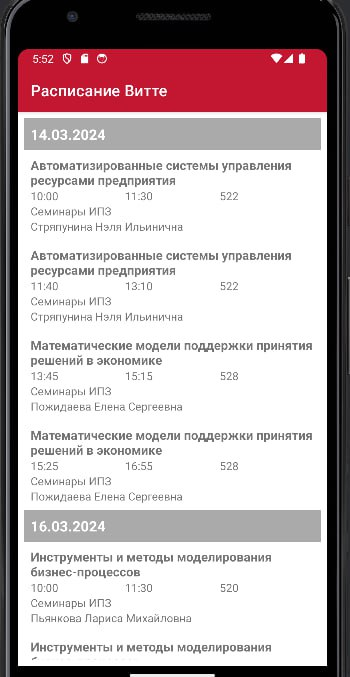 5:52
Расписание Витте
14.03.2024
Автоматизированные системы управления
ресурсами предприятия
10:00 11:30 522
Семинары ИПЗ
Стряпунина Нэля Ильинична
Автоматизированные системы управления
ресурсами предприятия
11:40 13:10 522
Семинары ИПЗ
Стряпунина Нэля Ильинична
Математические модели поддержки принятия
решений в экономике
13:45 15:15 528
Семинары ИПЗ
Пожидаева Елена Сергеевна
Математические модели поддержки принятия
решений в экономике
15:25 16:55 528
Семинары ИПЗ
Пожидаева Елена Сергеевна
16.03.2024
Инструменты и методы моделирования
бизнес-процессов
10:00 11:30 520
Семинары ИПЗ
Пьянкова Лариса Михайловна
Инструменты и методы моделирования